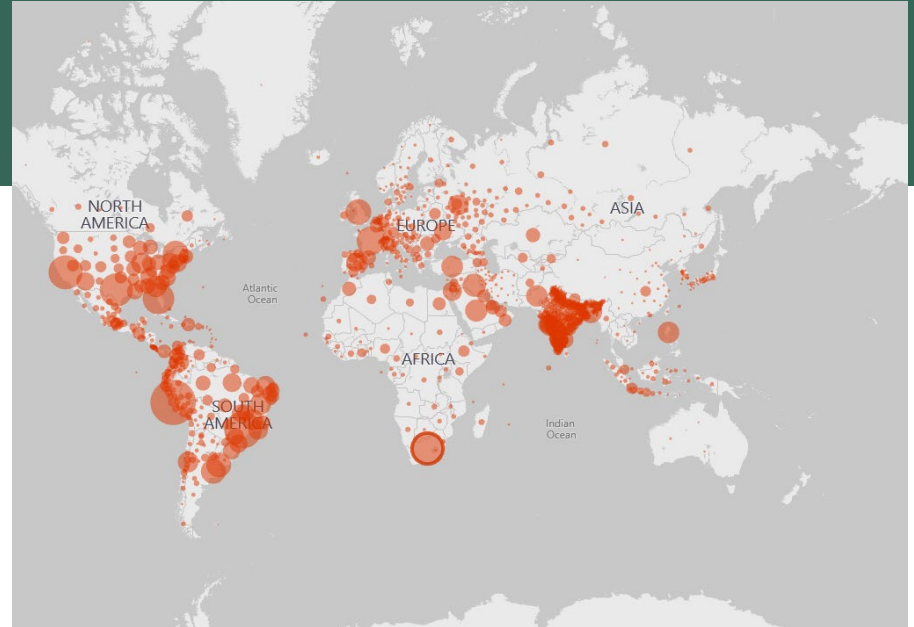 NORTH
AMERICA
EUROPE
ASIA
Atlantic
Ocean
AFRICA
SOUTH
AMERICA
Indian
Ocean